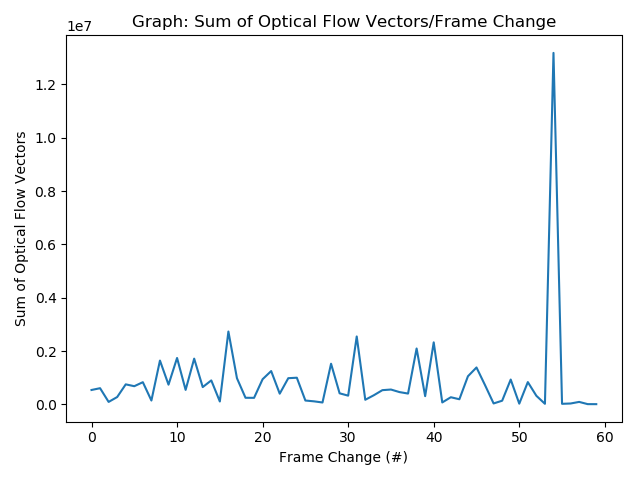 Graph: Sum of Optical Flow Vectors/Frame Change
1e7
1.2
1.0
0.8
0.6
0.4
0.2
0.0
Sum of Optical Flow Vectors
0 10 20 30 40 50 60
Frame Change (#)